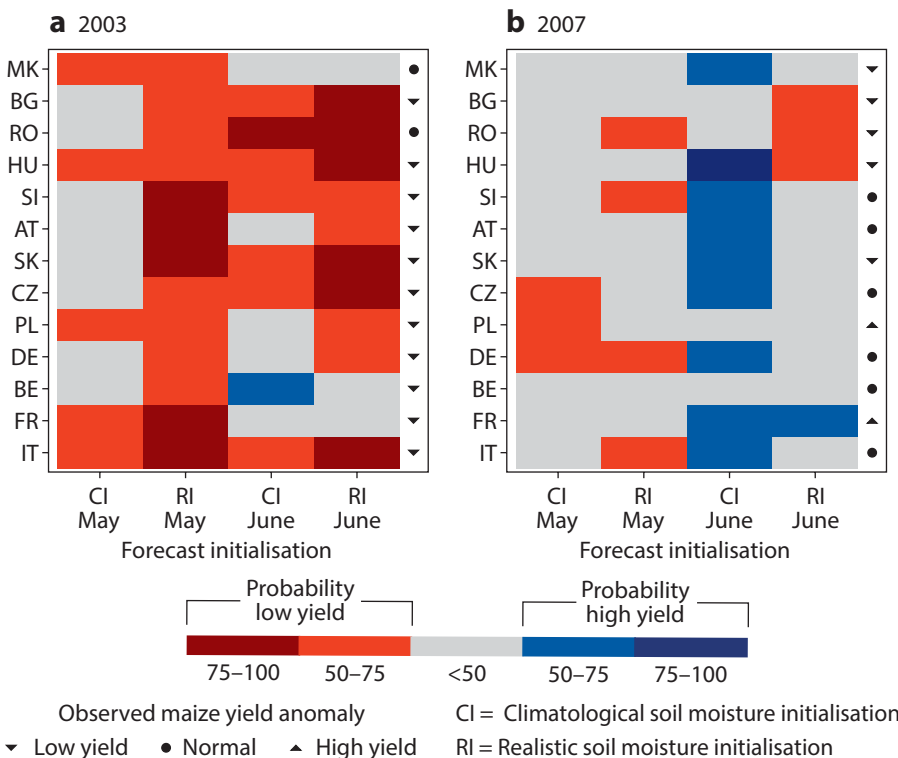 a 2003
MK
BG
RO
HU
SI
AT
SK
CZ
PL
DE
BE
FR
IT
CI May
RI May
CI June
RI June
Forecast initialisation
b 2007
MK
BG
RO
HU
SI
AT
SK
CZ
PL
DE
BE
FR
IT
CI May
RI May
CI June
RI June
Forecast initialisation
Probability
low yield
Probability
high yield
75–100 50–75 <50 50–75 75–100
Observed maize yield anomaly
Low yield Normal High yield
CI = Climatological soil moisture initialisation
RI = Realistic soil moisture initialisation